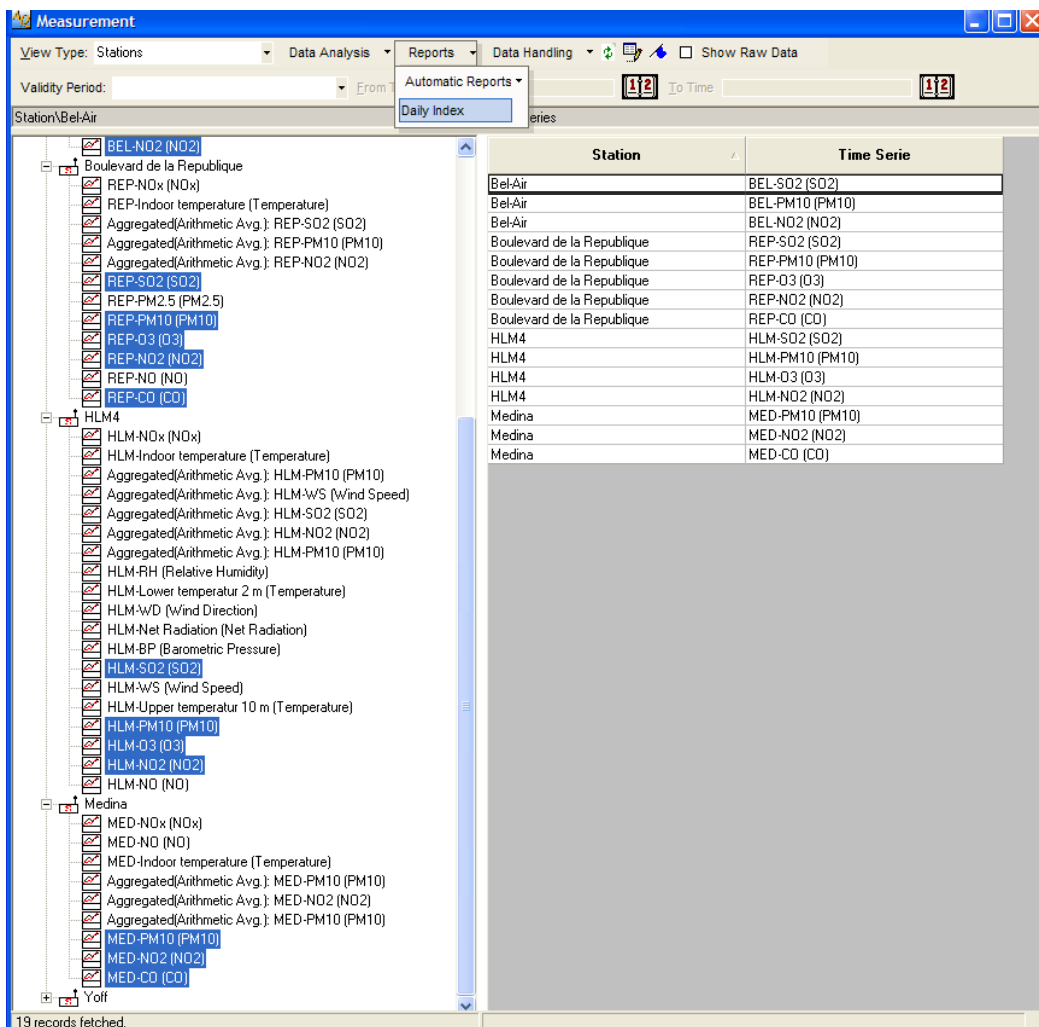 Measurement
View Type: Stations Data Analysis Reports Data Handling Show Raw Data
Validity Period: From T To Time
Automatic Reports
Daily Index
Station\Bel-Air eries
BEL-NO2 (NO2)
Boulevard de la Republique
REP-NOx (NOx)
REP-Indoor temperature (Temperature)
Aggregated(Arithmetic Avg.): REP-SO2 (SO2)
Aggregated(Arithmetic Avg.): REP-PM10 (PM10)
Aggregated(Arithmetic Avg.): REP-NO2 (NO2)
REP-SO2 (SO2)
REP-PM2.5 (PM2.5)
REP-PM10 (PM10)
REP-O3 (O3)
REP-NO2 (NO2)
REP-NO (NO)
REP-CO (CO)
HLM4
HLM-NOx (NOx)
HLM-Indoor temperature (Temperature)
Aggregated(Arithmetic Avg.): HLM-PM10 (PM10)
Aggregated(Arithmetic Avg.): HLM-WS (Wind Speed)
Aggregated(Arithmetic Avg.): HLM-SO2 (SO2)
Aggregated(Arithmetic Avg.): HLM-NO2 (NO2)
Aggregated(Arithmetic Avg.): HLM-PM10 (PM10)
HLM-RH (Relative Humidity)
HLM-Lower temperatur 2 m (Temperature)
HLM-WD (Wind Direction)
HLM-Net Radiation (Net Radiation)
HLM-BP (Barometric Pressure)
HLM-SO2 (SO2)
HLM-WS (Wind Speed)
HLM-Upper temperatur 10 m (Temperature)
HLM-PM10 (PM10)
HLM-O3 (O3)
HLM-NO2 (NO2)
HLM-NO (NO)
Medina
MED-NOx (NOx)
MED-NO (NO)
MED-Indoor temperature (Temperature)
Aggregated(Arithmetic Avg.): MED-PM10 (PM10)
Aggregated(Arithmetic Avg.): MED-NO2 (NO2)
Aggregated(Arithmetic Avg.): MED-PM10 (PM10)
MED-PM10 (PM10)
MED-NO2 (NO2)
MED-CO (CO)
Yoff
Station Time Serie
Bel-Air BEL-SO2 (SO2)
Bel-Air BEL-PM10 (PM10)
Bel-Air BEL-NO2 (NO2)
Boulevard de la Republique REP-SO2 (SO2)
Boulevard de la Republique REP-PM10 (PM10)
Boulevard de la Republique REP-O3 (O3)
Boulevard de la Republique REP-NO2 (NO2)
Boulevard de la Republique REP-CO (CO)
HLM4 HLM-SO2 (SO2)
HLM4 HLM-PM10 (PM10)
HLM4 HLM-O3 (O3)
HLM4 HLM-NO2 (NO2)
Medina MED-PM10 (PM10)
Medina MED-NO2 (NO2)
Medina MED-CO (CO)
19 records fetched.